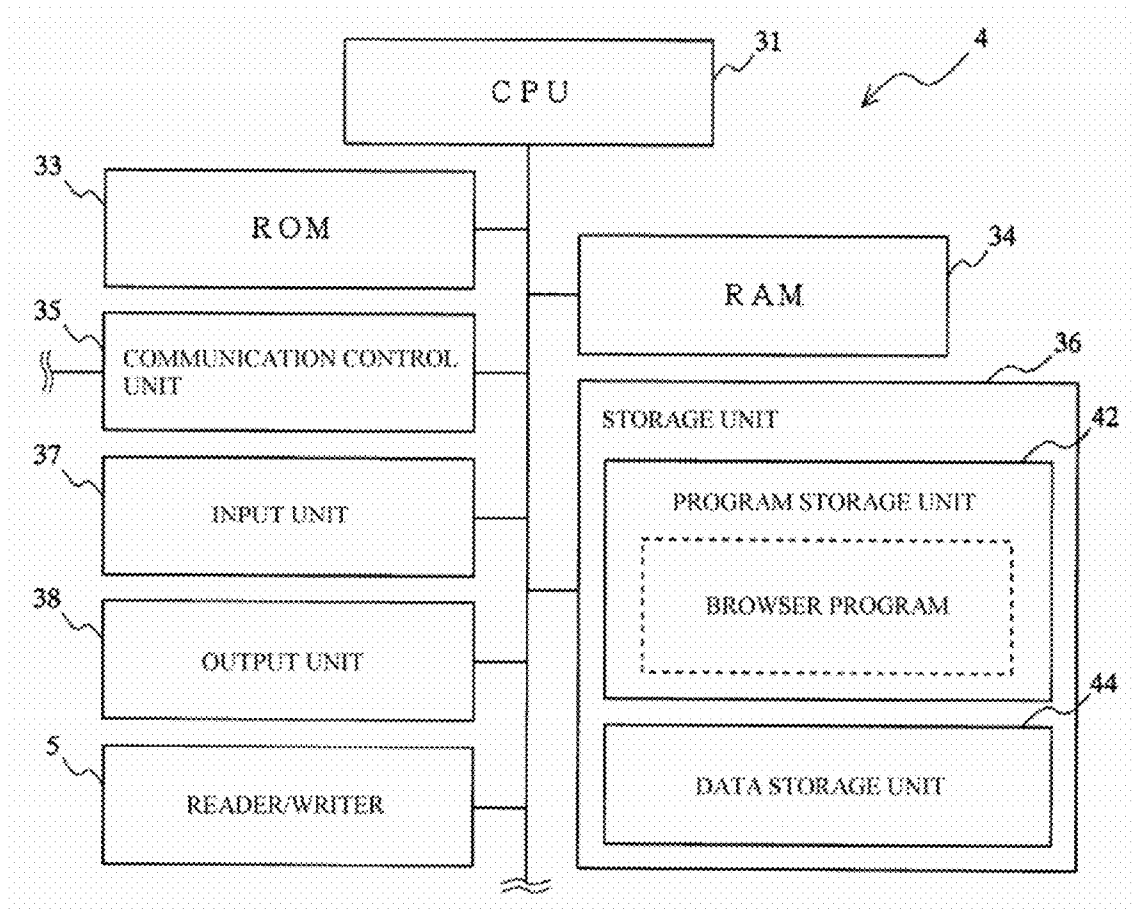 4
31
CPU
33
ROM
34
RAM
35
COMMUNICATION CONTROL
UNIT
36
STORAGE UNIT
42
PROGRAM STORAGE UNIT
BROWSER PROGRAM
37
INPUT UNIT
38
OUTPUT UNIT
44
DATA STORAGE UNIT
5
READER/WRITER